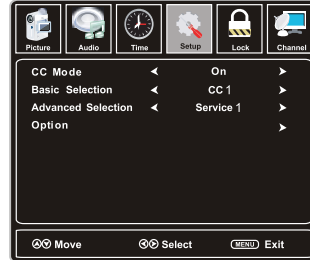 Picture Audio Time Setup Lock Channel
CC Mode On
Basic Selection CC 1
Advanced Selection Service 1
Option
Move Select MENU Exit